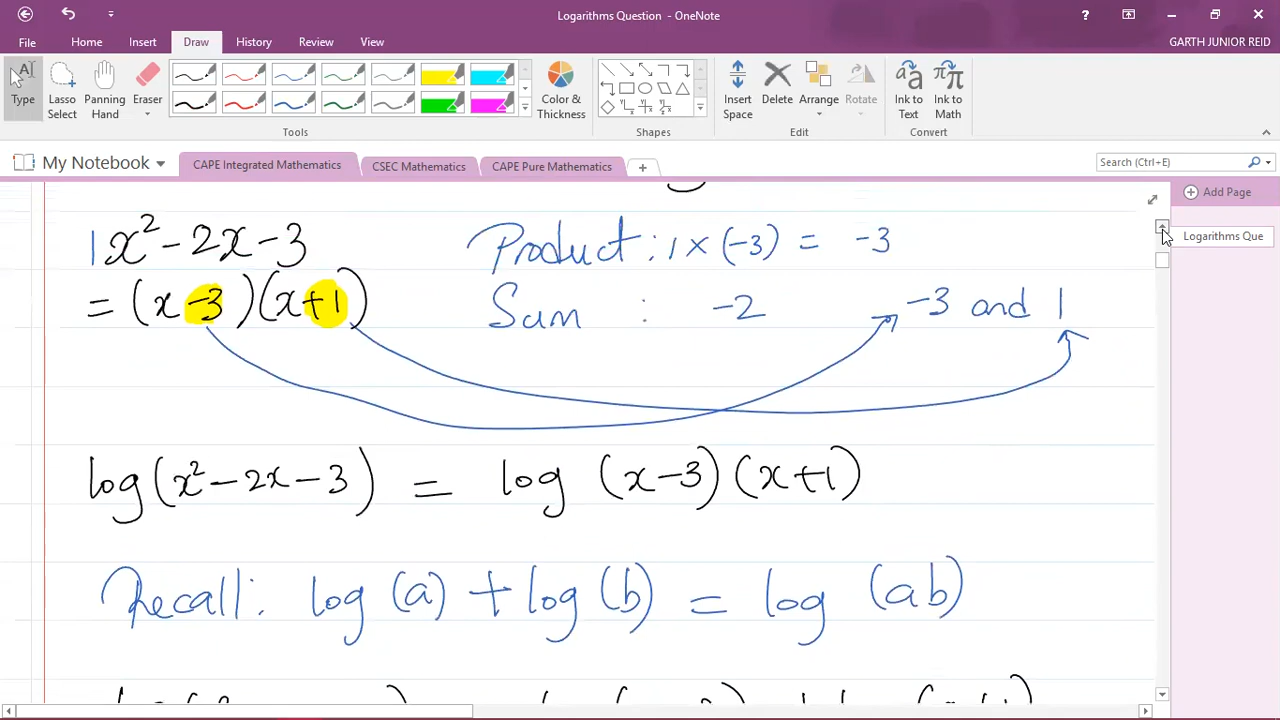 Logarithms Question - OneNote
GARTH JUNIOR REID
File Home Insert Draw History Review View
Type Lasso Select Panning Hand Eraser
Color & Thickness
Insert Space Delete Arrange Rotate
Ink to Text Ink to Math
Tools Shapes Edit Convert
My Notebook CAPE Integrated Mathematics CSEC Mathematics CAPE Pure Mathematics
Search (Ctrl+E)
Add Page
Logarithms Que
1x² - 2x - 3 Product: 1 × (-3) = -3
= (x - 3)(x + 1) Sum : -2 -3 and 1
log(x² - 2x - 3) = log (x - 3)(x + 1)
Recall: log (a) + log (b) = log (ab)